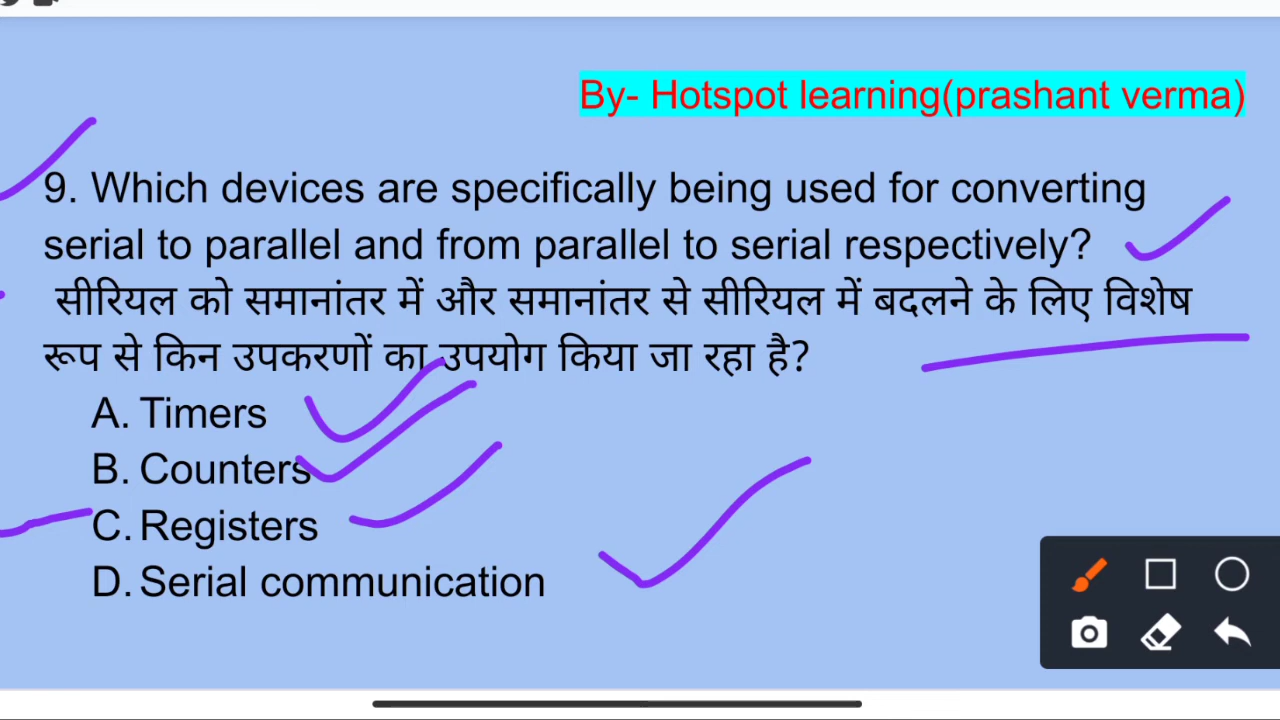 By- Hotspot learning(prashant verma)
9. Which devices are specifically being used for converting
serial to parallel and from parallel to serial respectively?
सीरियल को समानांतर में और समानांतर से सीरियल में बदलने के लिए विशेष
रूप से किन उपकरणों का उपयोग किया जा रहा है?
A. Timers
B. Counters
C. Registers
D. Serial communication